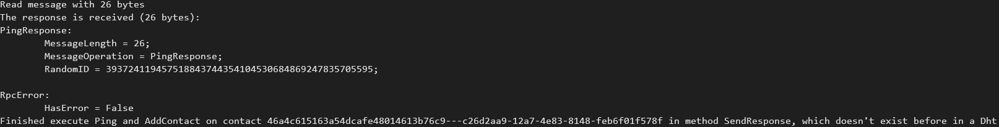 Read message with 26 bytes
The response is received (26 bytes):
PingResponse:
MessageLength = 26;
MessageOperation = PingResponse;
RandomID = 393724119457518843744354104530684869247835705595;
RpcError:
HasError = False
Finished execute Ping and AddContact on contact 46a4c615163a54dcafe48014613b76c9---c26d2aa9-12a7-4e83-8148-feb6f01f578f in method SendResponse, which doesn't exist before in a Dht